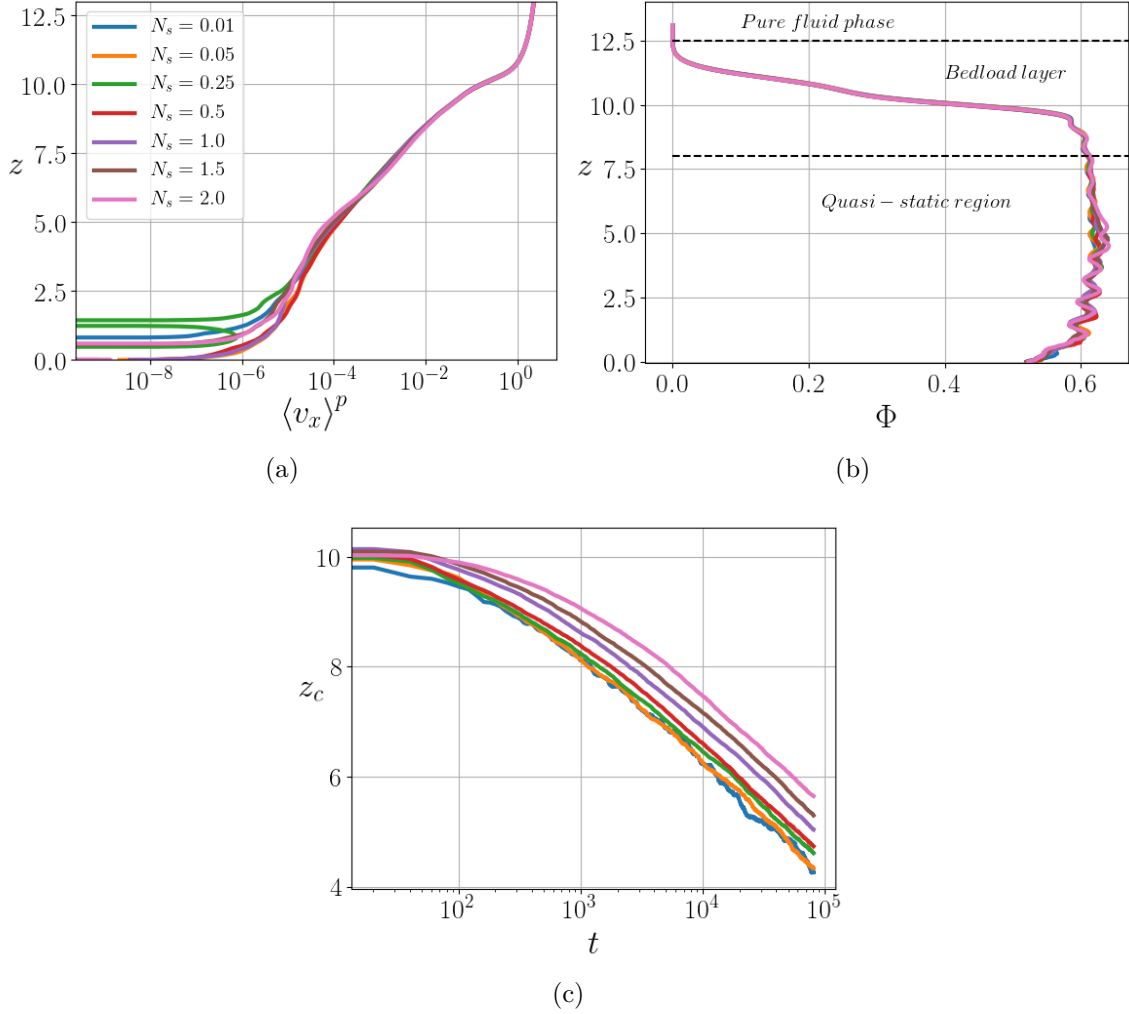 12.5
10.0
7.5
5.0
2.5
0.0
z
N_s = 0.01
N_s = 0.05
N_s = 0.25
N_s = 0.5
N_s = 1.0
N_s = 1.5
N_s = 2.0
10^{-8} 10^{-6} 10^{-4} 10^{-2} 10^0
⟨v_x⟩^p
(a)
12.5
10.0
7.5
5.0
2.5
0.0
z
Pure fluid phase
Bedload layer
Quasi − static region
0.0 0.2 0.4 0.6
Φ
(b)
10
8
6
4
z_c
10^2 10^3 10^4 10^5
t
(c)